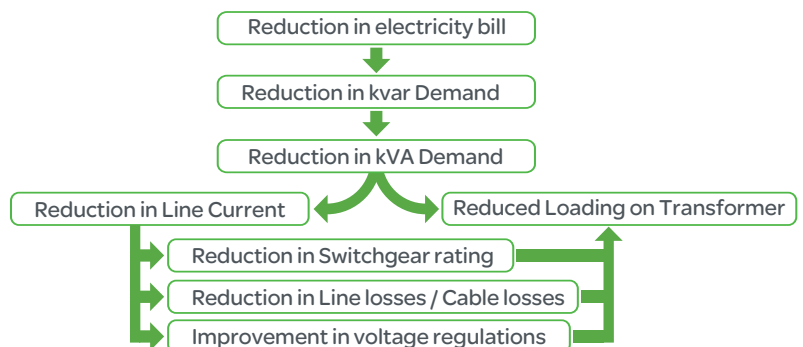 Reduction in electricity bill
Reduction in kvar Demand
Reduction in kVA Demand
Reduction in Line Current
Reduced Loading on Transformer
Reduction in Switchgear rating
Reduction in Line losses / Cable losses
Improvement in voltage regulations